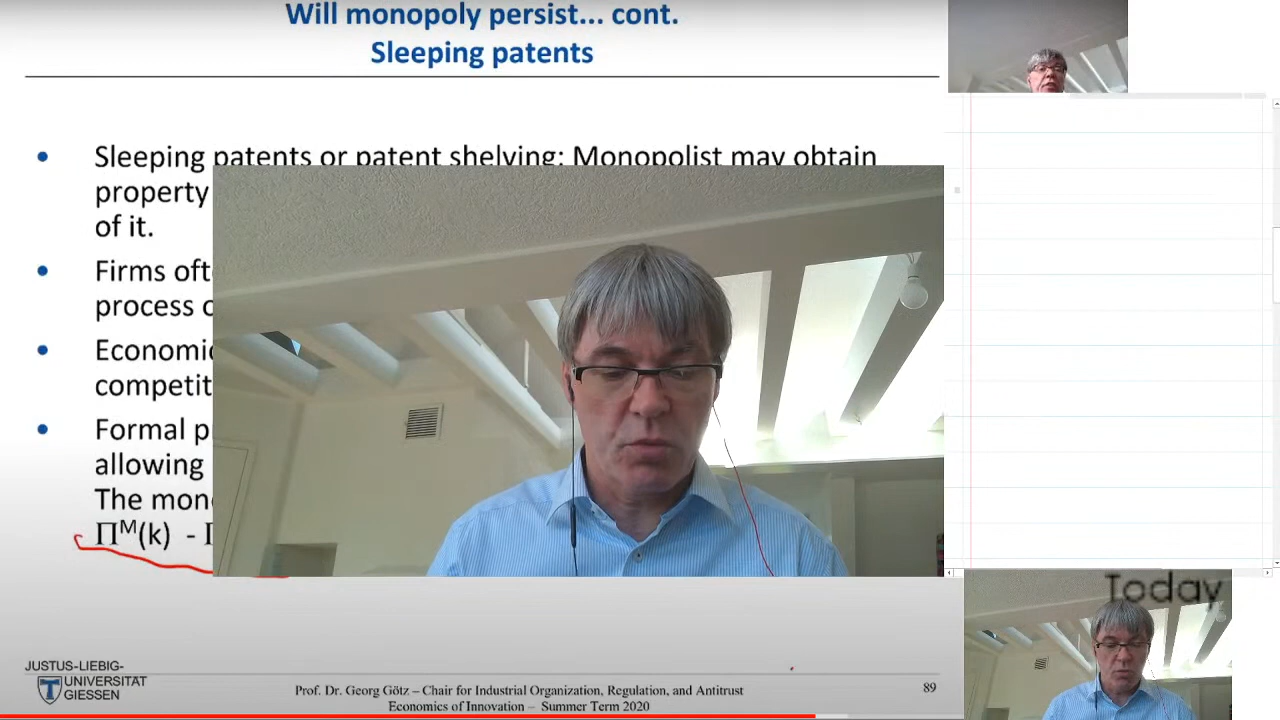 Will monopoly persist... cont.
Sleeping patents
• Sleeping patents or patent shelving: Monopolist may obtain
property
of it.
• Firms oft
process
• Economic
competit
• Formal p
allowing
The mon
Πᴹ(k) -
JUSTUS-LIEBIG-
UNIVERSITAT
GIESSEN
Prof. Dr. Georg Götz – Chair for Industrial Organization, Regulation, and Antitrust
Economics of Innovation – Summer Term 2020
89
Today